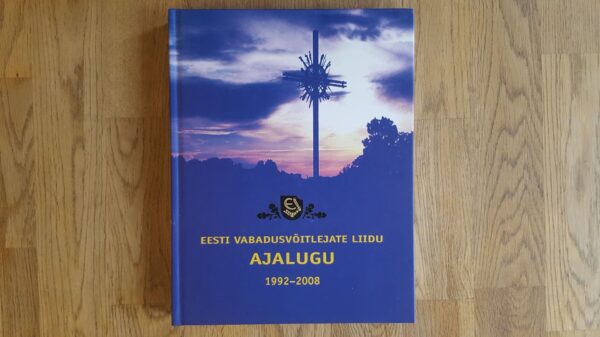 EESTI VABADUSVÕITLEJATE LIIDU
AJALUGU
1992–2008